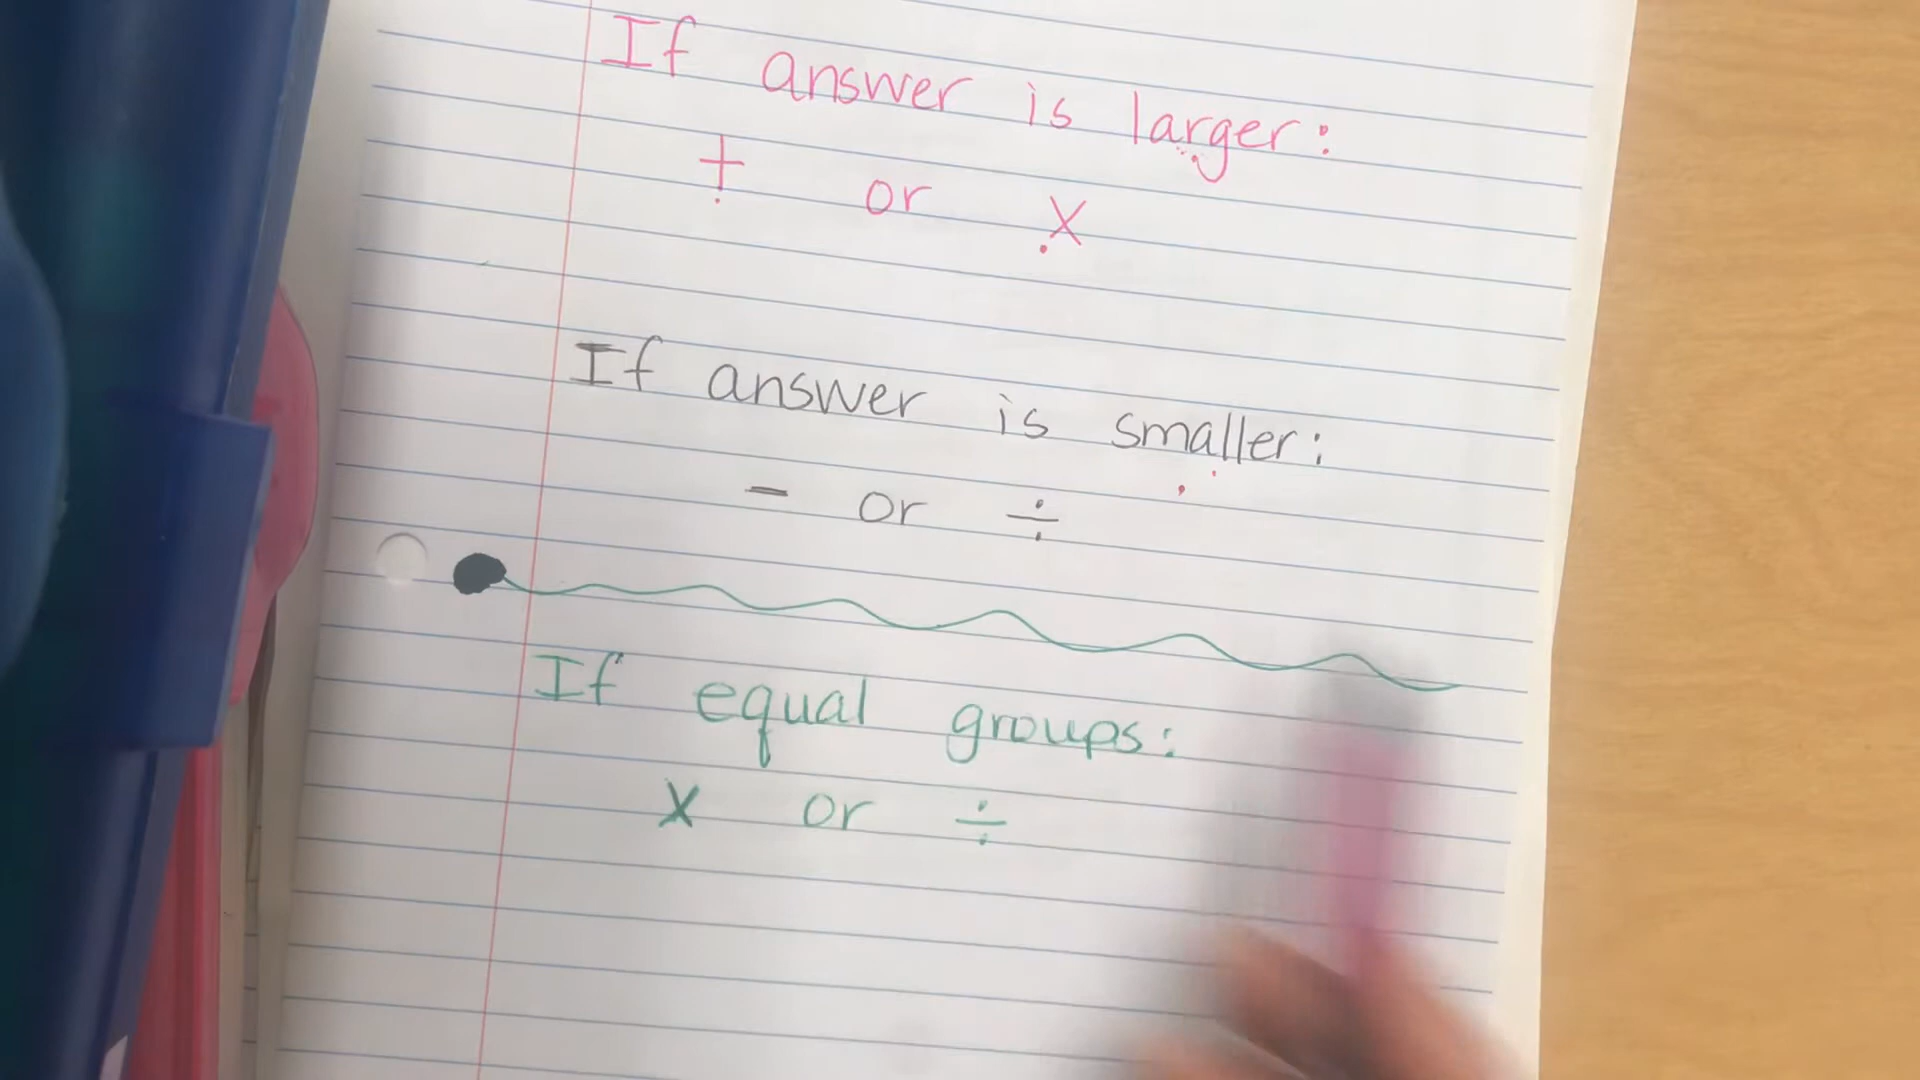 If answer is larger:
+ or x
If answer is smaller:
- or ÷
If equal groups:
x or ÷